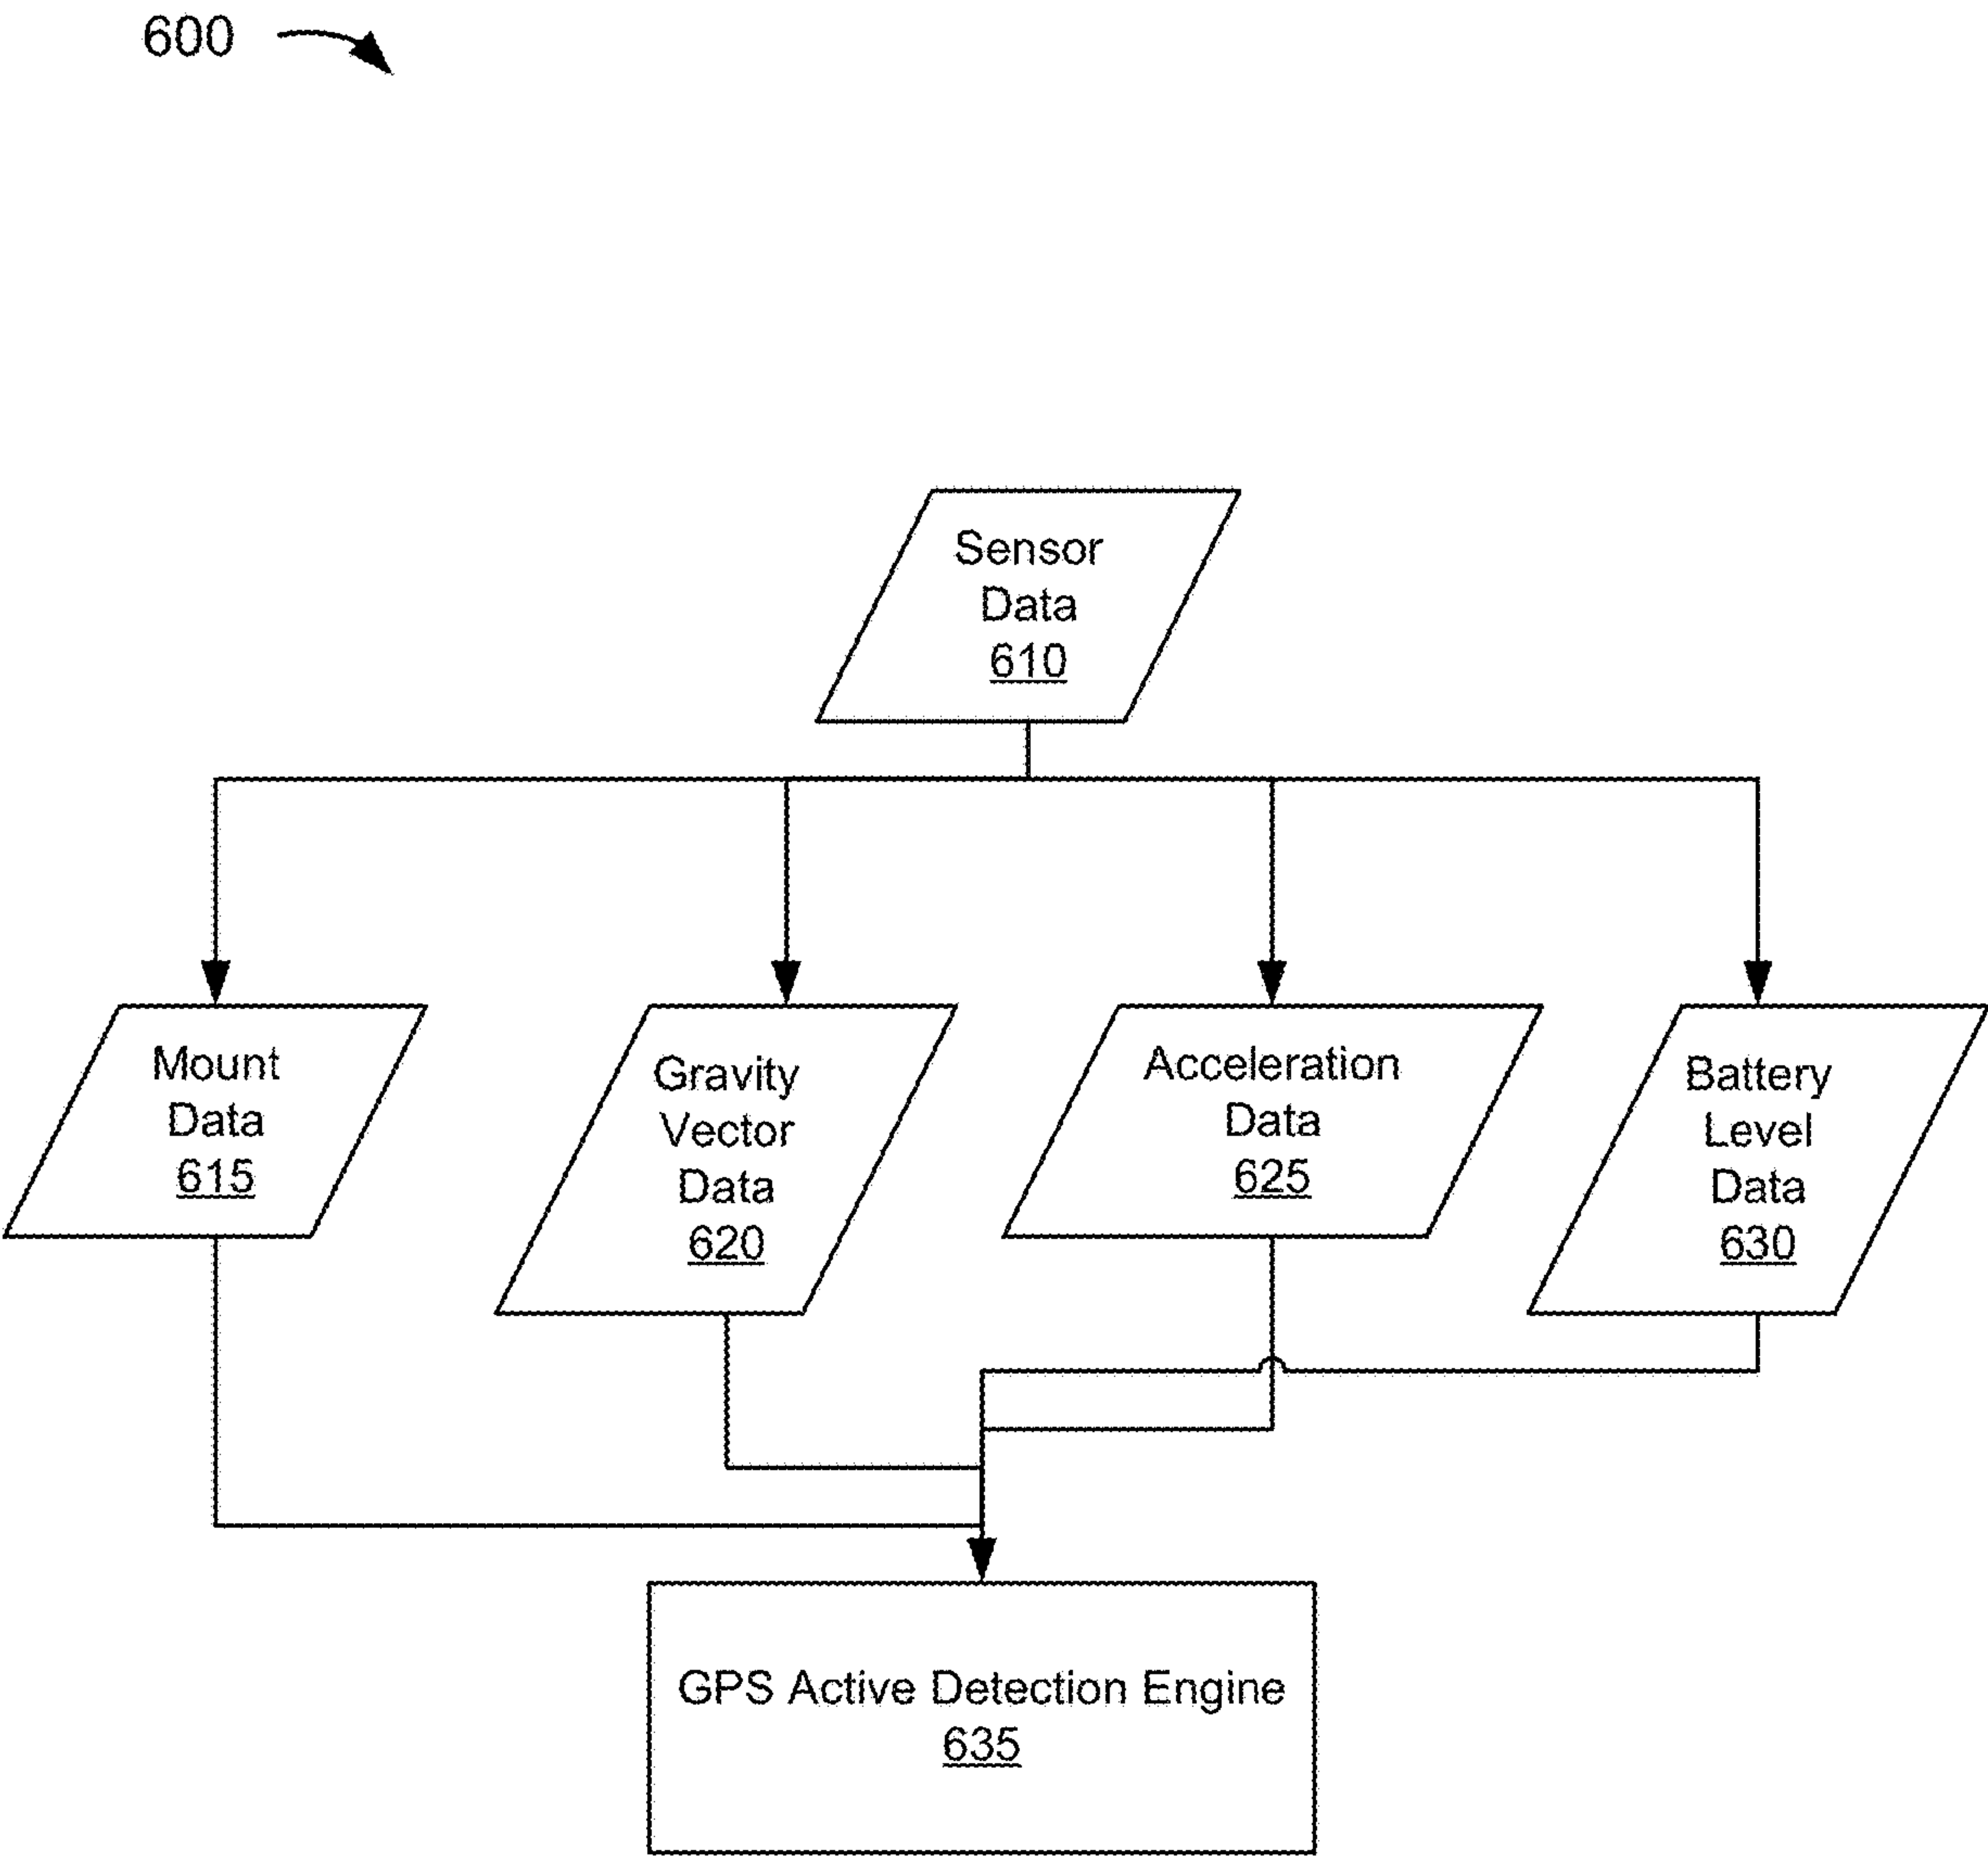 600
Sensor
Data
610
Mount
Data
615
Gravity
Vector
Data
620
Acceleration
Data
625
Battery
Level
Data
630
GPS Active Detection Engine
635